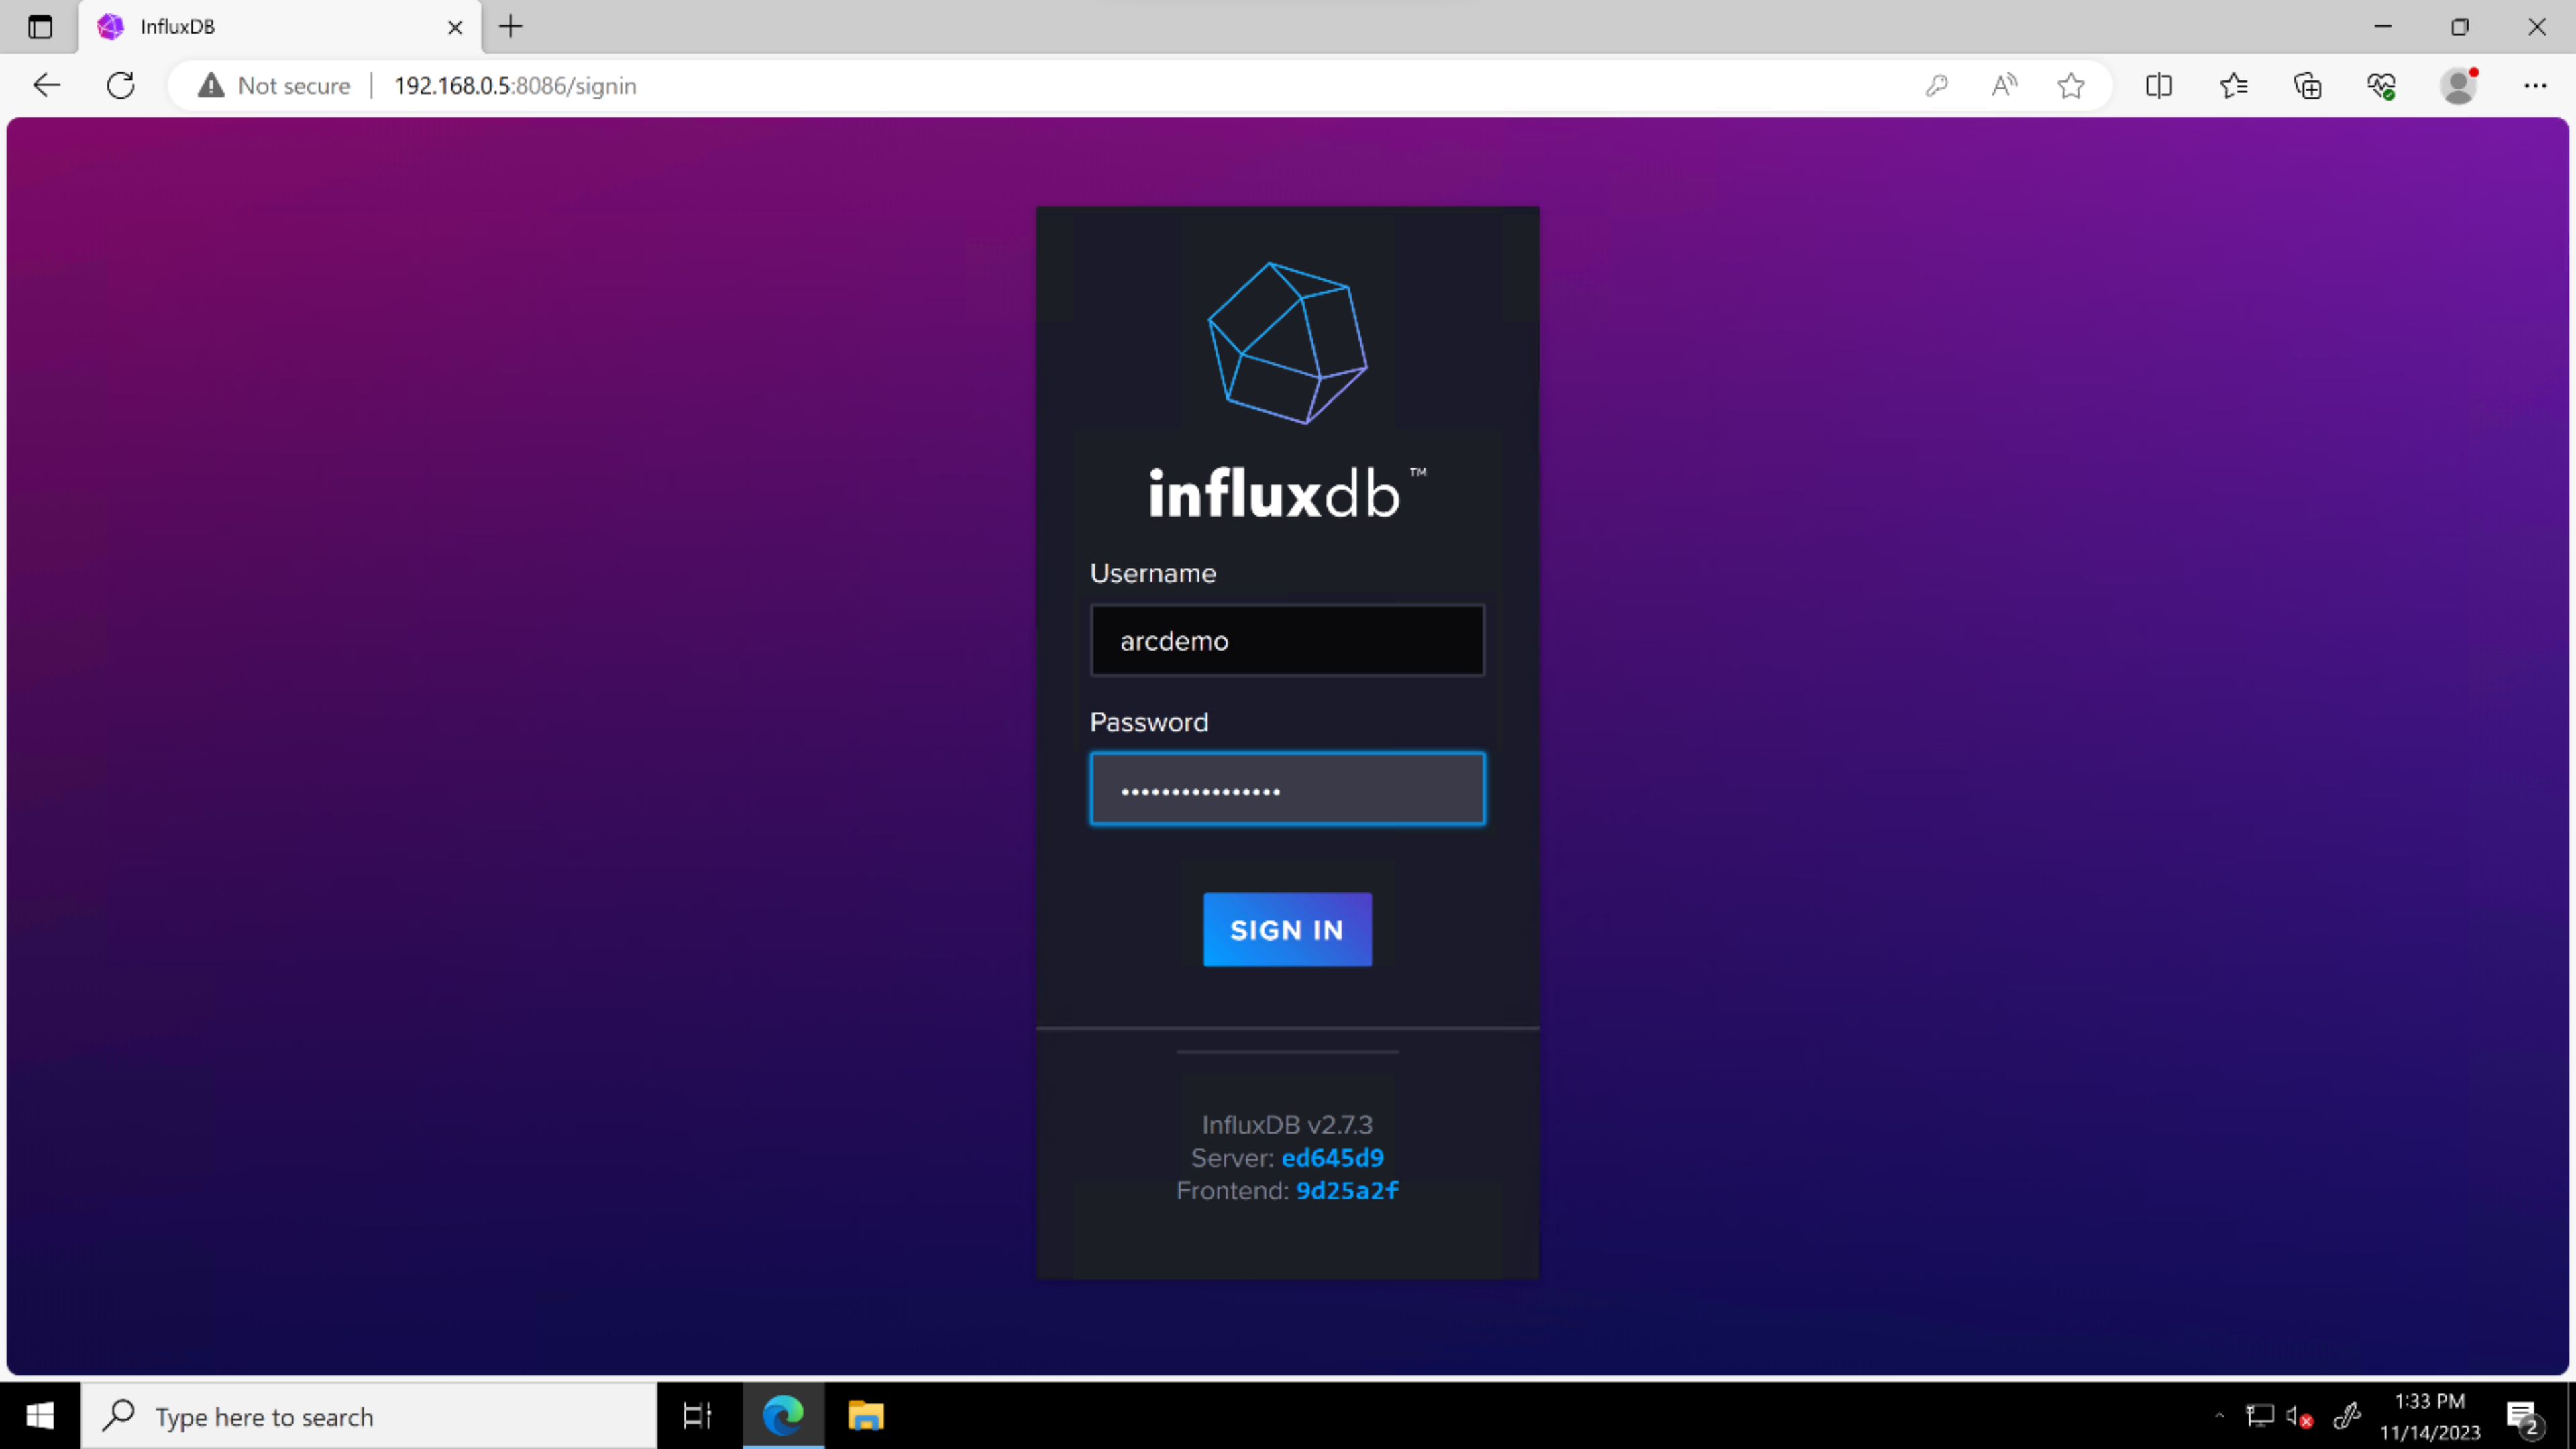 InfluxDB
Not secure 192.168.0.5:8086/signin
influxdb™
Username
arcdemo
Password
••••••••••••••••
SIGN IN
InfluxDB v2.7.3
Server: ed645d9
Frontend: 9d25a2f
Type here to search
1:33 PM
11/14/2023
2